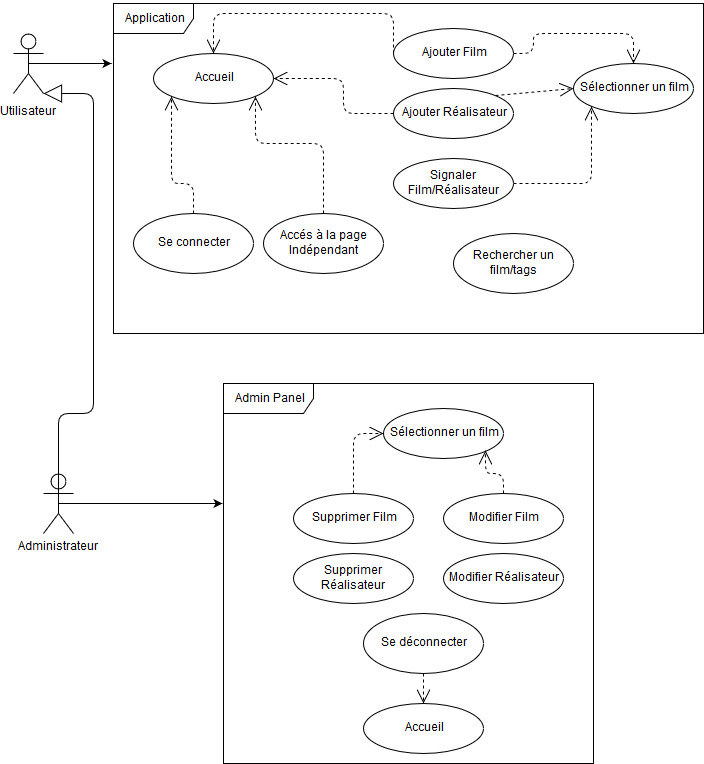 Application
Utilisateur
Accueil
Ajouter Film
Sélectionner un film
Ajouter Réalisateur
Signaler
Film/Réalisateur
Se connecter
Accés à la page
Indépendant
Rechercher un
film/tags
Admin Panel
Administrateur
Sélectionner un film
Supprimer Film
Modifier Film
Supprimer
Réalisateur
Modifier Réalisateur
Se déconnecter
Accueil